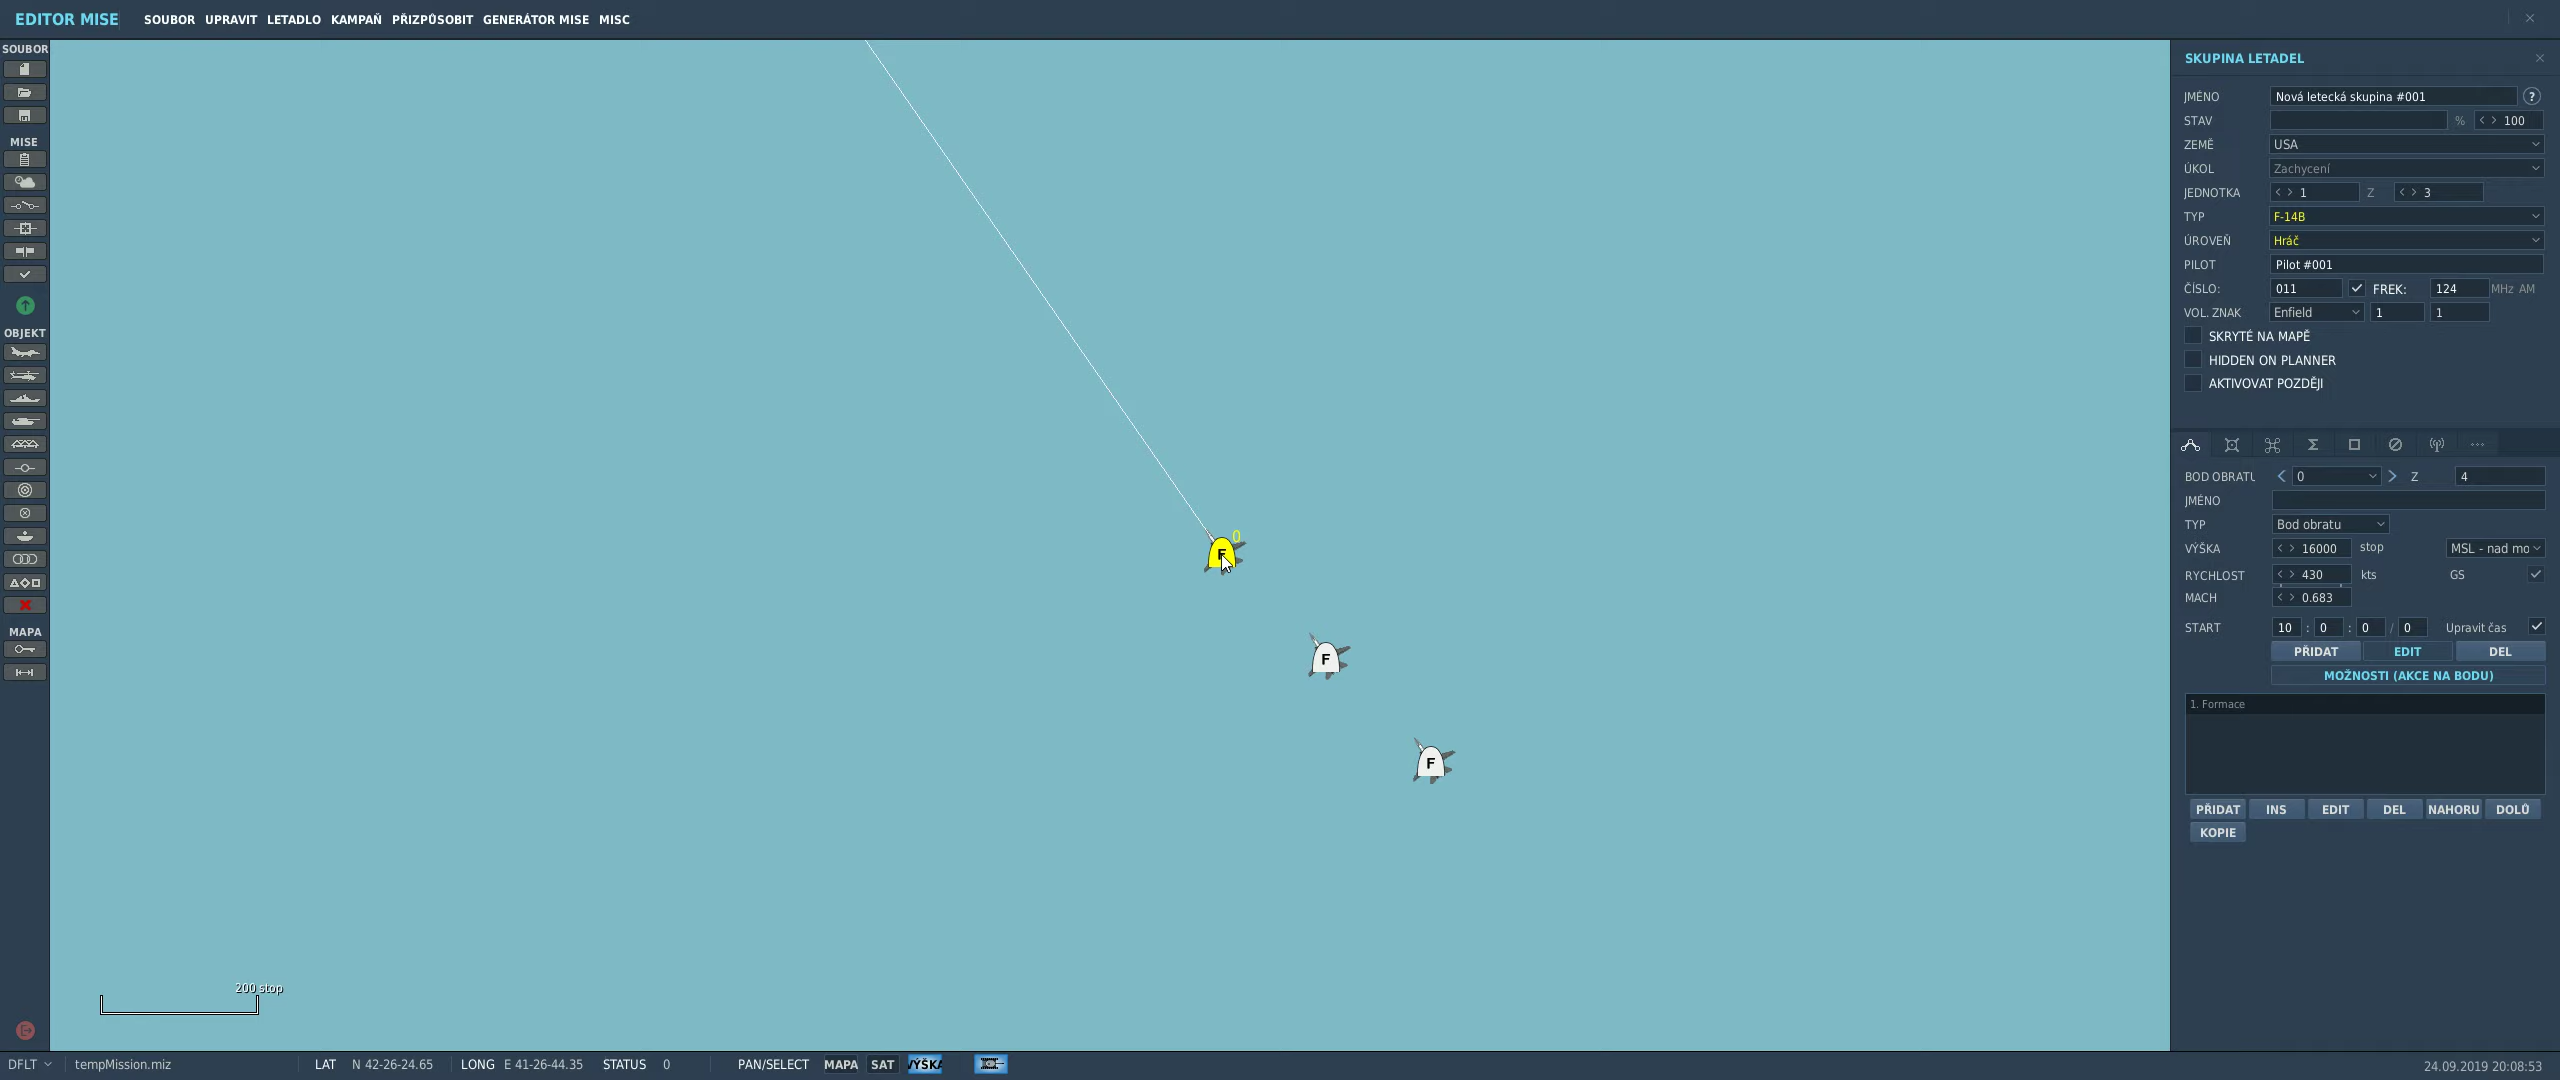 EDITOR MISE SOUBOR UPRAVIT LETADLO KAMPAŇ PŘIZPŮSOBIT GENERÁTOR MISE MISC
SOUBOR
MISE
OBJEKT
MAPA
0
F
F
F
200 stop
SKUPINA LETADEL
JMÉNO Nová letecká skupina #001 ?
STAV % < > 100
ZEMĚ USA
ÚKOL Zachycení
JEDNOTKA < > 1 Z < > 3
TYP F-14B
ÚROVEŇ Hráč
PILOT Pilot #001
ČÍSLO: 011 FREK: 124 MHz AM
VOL. ZNAK Enfield 1 1
SKRYTÉ NA MAPĚ
HIDDEN ON PLANNER
AKTIVOVAT POZDĚJI
BOD OBRATU < 0 > Z 4
JMÉNO
TYP Bod obratu
VÝŠKA < > 16000 stop MSL - nad mo
RYCHLOST < > 430 kts GS
MACH < > 0.683
START 10 : 0 : 0 / 0 Upravit čas
PŘIDAT EDIT DEL
MOŽNOSTI (AKCE NA BODU)
1. Formace
PŘIDAT INS EDIT DEL NAHORU DOLŮ
KOPIE
DFLT tempMission.miz LAT N 42-26-24.65 LONG E 41-26-44.35 STATUS 0 PAN/SELECT MAPA SAT VÝŠKA 24.09.2019 20:08:53